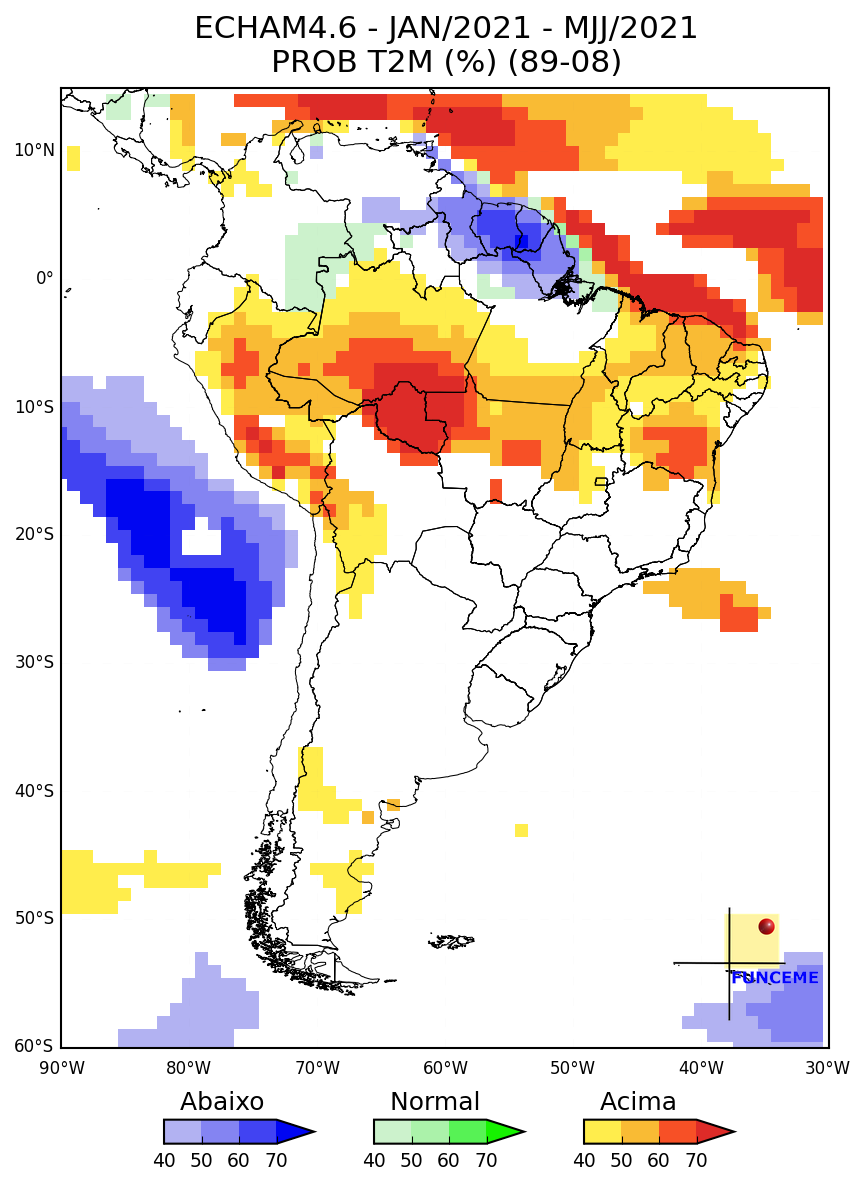 ECHAM4.6 - JAN/2021 - MJJ/2021
PROB T2M (%) (89-08)
10°N
0°
10°S
20°S
30°S
40°S
50°S
60°S
FUNCEME
90°W 80°W 70°W 60°W 50°W 40°W 30°W
Abaixo Normal Acima
40 50 60 70 40 50 60 70 40 50 60 70